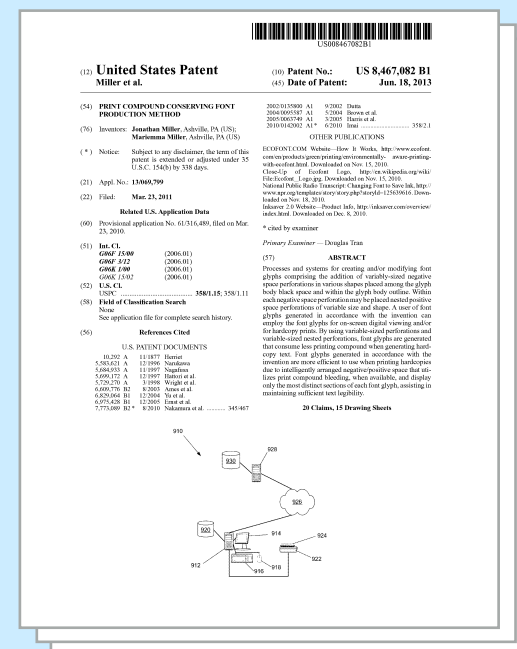 US008467082B1
(12) United States Patent
Miller et al.
(10) Patent No.: US 8,467,082 B1
(45) Date of Patent: Jun. 18, 2013
(54) PRINT COMPOUND CONSERVING FONT
PRODUCTION METHOD
(76) Inventors: Jonathan Miller, Ashville, PA (US);
Mariemma Miller, Ashville, PA (US)
( * ) Notice: Subject to any disclaimer, the term of this
patent is extended or adjusted under 35
U.S.C. 154(b) by 338 days.
(21) Appl. No.: 13/069,799
(22) Filed: Mar. 23, 2011
Related U.S. Application Data
(60) Provisional application No. 61/316,489, filed on Mar.
23, 2010.
(51) Int. Cl.
G06F 15/00 (2006.01)
G06F 3/12 (2006.01)
G06K 1/00 (2006.01)
G06K 15/02 (2006.01)
(52) U.S. Cl.
USPC .......................... 358/1.15; 358/1.11
(58) Field of Classification Search
None
See application file for complete search history.
(56) References Cited
U.S. PATENT DOCUMENTS
10,292 A 11/1877 Herriet
5,583,621 A 12/1996 Narukawa
5,684,933 A 11/1997 Nagafusa
5,699,172 A 12/1997 Hattori et al.
5,729,270 A 3/1998 Wright et al.
6,609,776 B2 8/2003 Ames et al.
6,829,064 B1 12/2004 Yu et al.
6,975,428 B1 12/2005 Ernst et al.
7,773,089 B2 * 8/2010 Nakamura et al. .......... 345/467
2002/0135800 A1 9/2002 Dutta
2004/0095587 A1 5/2004 Brown et al.
2005/0063749 A1 3/2005 Harris et al.
2010/0142002 A1 * 6/2010 Imai .......................... 358/2.1
OTHER PUBLICATIONS
ECOFONT.COM Website—How It Works, http://www.ecofont.
com/en/products/green/printing/environmentally- aware-printing-
with-ecofont.html. Downloaded on Nov. 15, 2010.
Close-Up of Ecofont Logo, http://en.wikipedia.org/wiki/
File:Ecofont_Logo.jpg. Downloaded on Nov. 15, 2010.
National Public Radio Transcript: Changing Font to Save Ink, http://
www.npr.org/templates/story/story.php?storyId=125639616. Down-
loaded on Nov. 18, 2010.
Inksaver 2.0 Website—Product Info, http://inksaver.com/overview/
index.html. Downloaded on Dec. 8, 2010.
* cited by examiner
Primary Examiner — Douglas Tran
(57) ABSTRACT
Processes and systems for creating and/or modifying font
glyphs comprising the addition of variably-sized negative
space perforations in various shapes placed among the glyph
body black space and within the glyph body outline. Within
each negative space perforation may be placed nested positive
space perforations of variable size and shape. A user of font
glyphs generated in accordance with the invention can
employ the font glyphs for on-screen digital viewing and/or
for hardcopy prints. By using variable-sized perforations and
variable-sized nested perforations, font glyphs are generated
that consume less printing compound when generating hard-
copy text. Font glyphs generated in accordance with the
invention are more efficient to use when printing hardcopies
due to intelligently arranged negative/positive space that uti-
lizes print compound bleeding, when available, and display
only the most distinct sections of each font glyph, assisting in
maintaining sufficient text legibility.
20 Claims, 15 Drawing Sheets
910
928
930
926
920
914
924
912
916
918
922